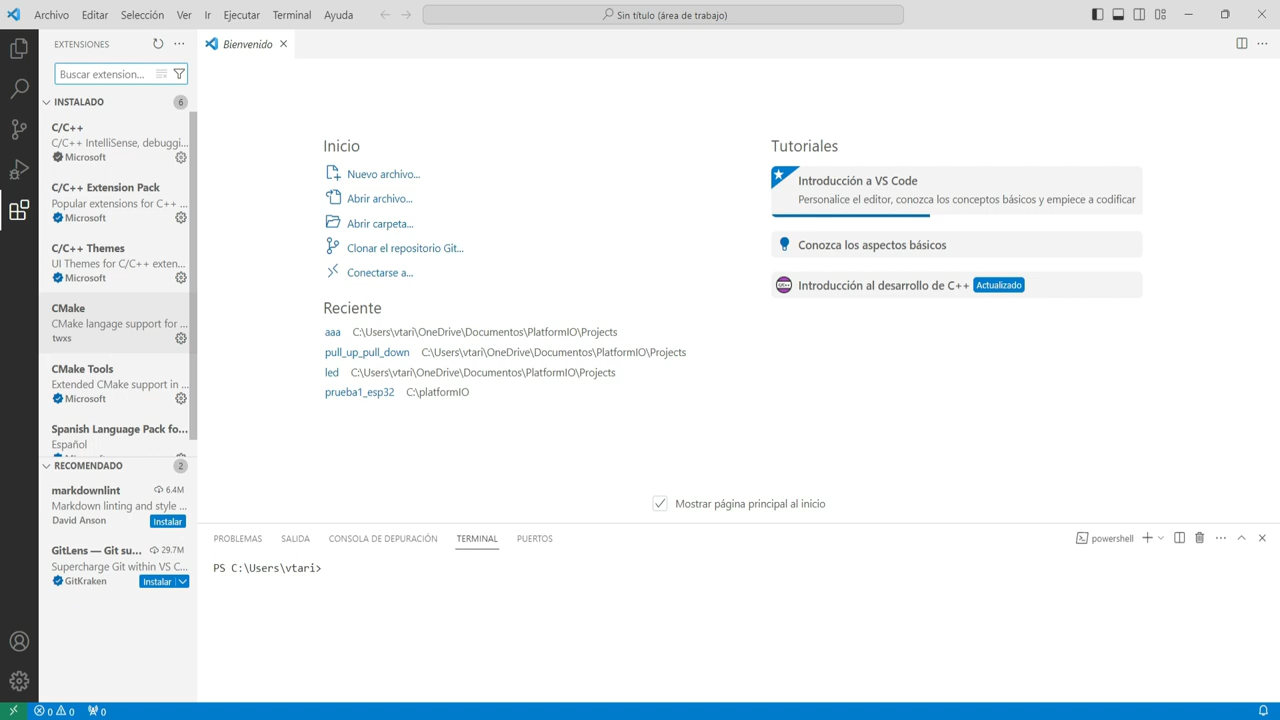 Archivo Editar Selección Ver Ir Ejecutar Terminal Ayuda
Sin título (área de trabajo)
EXTENSIONES
Bienvenido
Buscar extension...
INSTALADO 6
C/C++
C/C++ IntelliSense, debuggi...
Microsoft
C/C++ Extension Pack
Popular extensions for C++ ...
Microsoft
C/C++ Themes
UI Themes for C/C++ exten...
Microsoft
CMake
CMake langage support for ...
twxs
CMake Tools
Extended CMake support in ...
Microsoft
Spanish Language Pack fo...
Español
RECOMENDADO 2
markdownlint 6.4M
Markdown linting and style ...
David Anson Instalar
GitLens — Git su... 29.7M
Supercharge Git within VS C...
GitKraken Instalar
Inicio
Nuevo archivo...
Abrir archivo...
Abrir carpeta...
Clonar el repositorio Git...
Conectarse a...
Reciente
aaa C:\Users\vtari\OneDrive\Documentos\PlatformIO\Projects
pull_up_pull_down C:\Users\vtari\OneDrive\Documentos\PlatformIO\Projects
led C:\Users\vtari\OneDrive\Documentos\PlatformIO\Projects
prueba1_esp32 C:\platformIO
Tutoriales
Introducción a VS Code
Personalice el editor, conozca los conceptos básicos y empiece a codificar
Conozca los aspectos básicos
Introducción al desarrollo de C++ Actualizado
Mostrar página principal al inicio
PROBLEMAS SALIDA CONSOLA DE DEPURACIÓN TERMINAL PUERTOS
powershell
PS C:\Users\vtari>
0 0 0